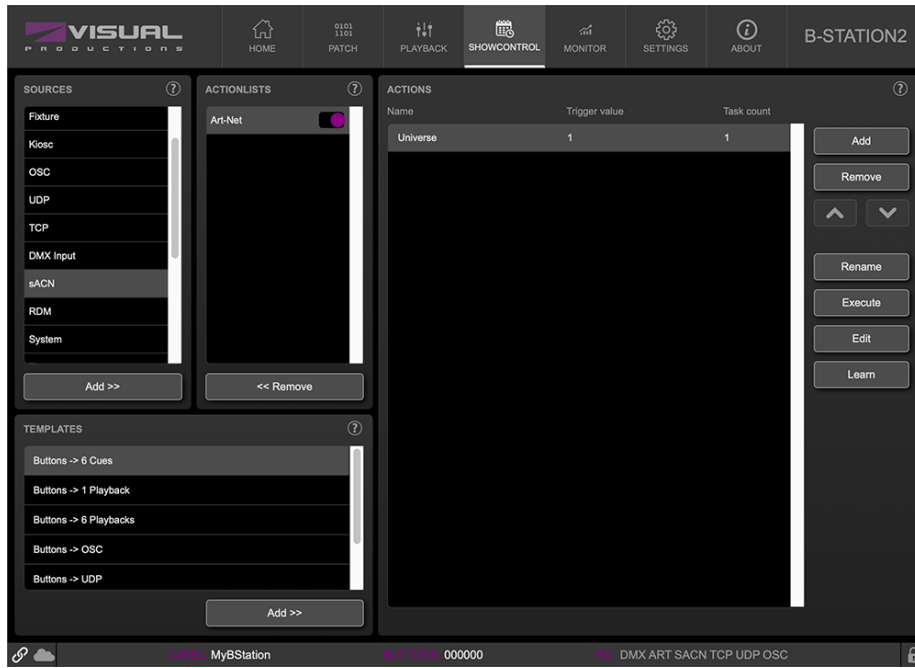 VISUAL
PRODUCTIONS
HOME
0101
1101
PATCH
PLAYBACK
SHOWCONTROL
MONITOR
SETTINGS
ABOUT
B-STATION2
SOURCES
Fixture
Kiosc
OSC
UDP
TCP
DMX Input
sACN
RDM
System
Add >>
ACTIONLISTS
Art-Net
<< Remove
TEMPLATES
Buttons -> 6 Cues
Buttons -> 1 Playback
Buttons -> 6 Playbacks
Buttons -> OSC
Buttons -> UDP
Add >>
ACTIONS
Name Trigger value Task count
Universe 1 1
Add
Remove
Rename
Execute
Edit
Learn
LABEL: MyBStation BUTTONS: 000000 RX: DMX ART SACN TCP UDP OSC